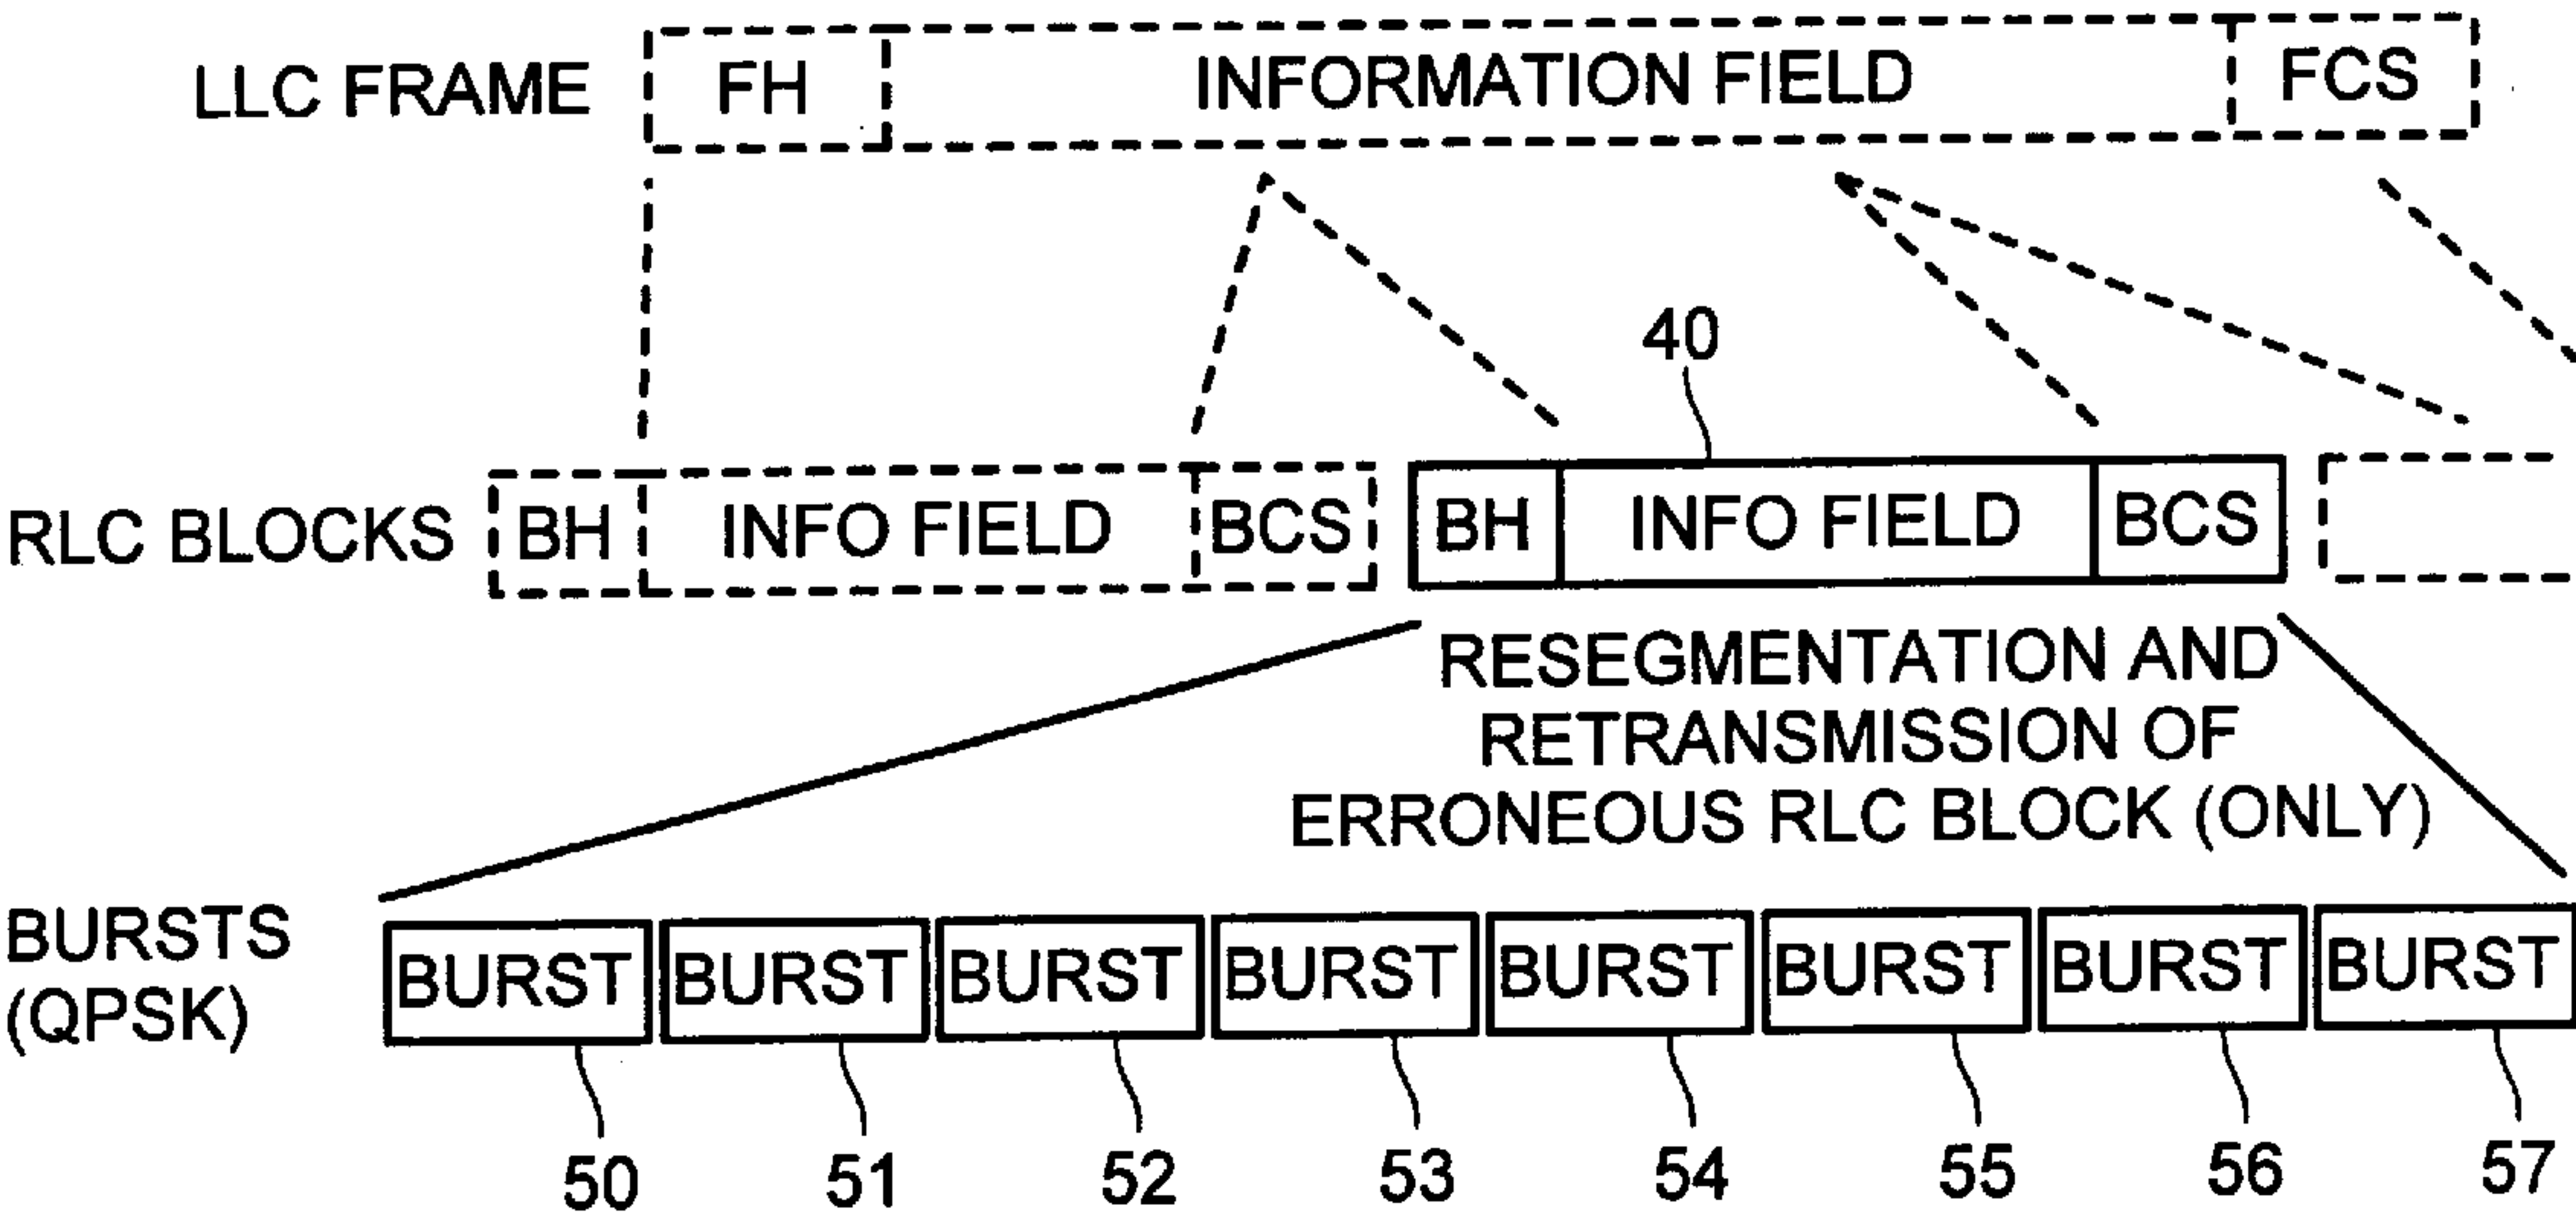 LLC FRAME FH INFORMATION FIELD FCS
40
RLC BLOCKS BH INFO FIELD BCS BH INFO FIELD BCS
RESEGMENTATION AND
RETRANSMISSION OF
ERRONEOUS RLC BLOCK (ONLY)
BURSTS
(QPSK)
BURST BURST BURST BURST BURST BURST BURST BURST
50 51 52 53 54 55 56 57